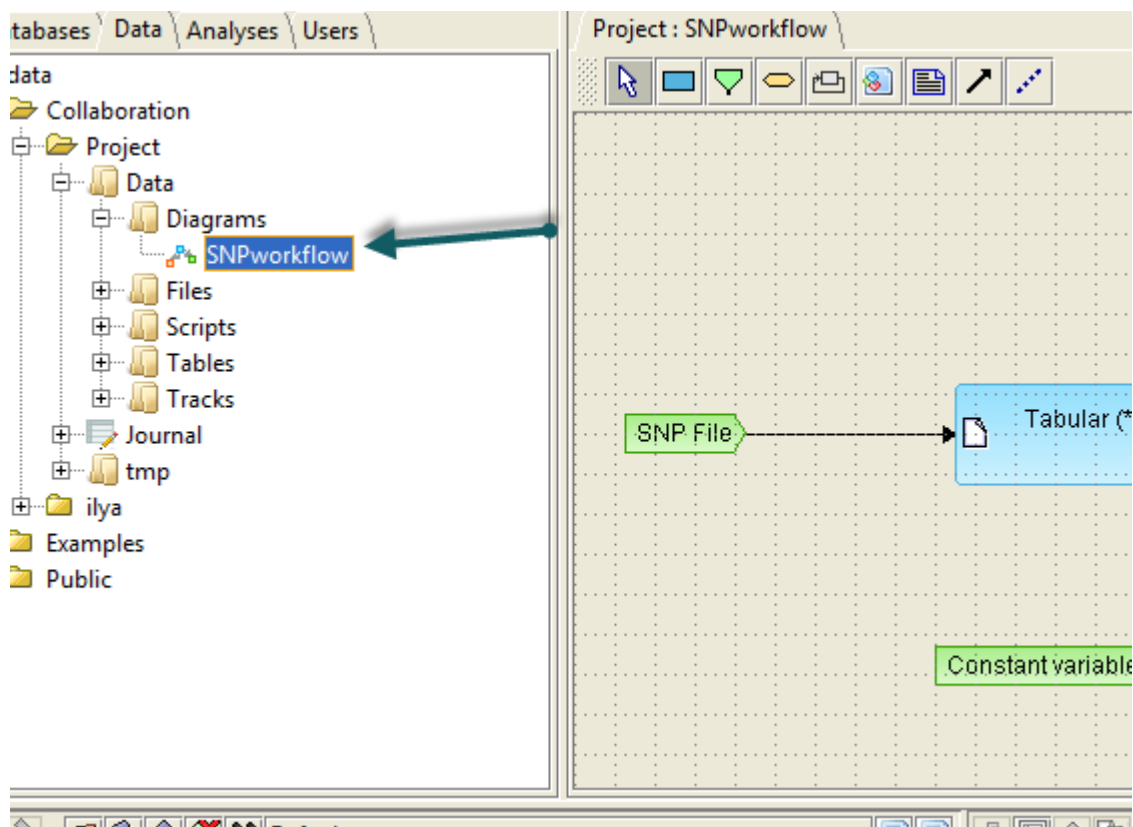 tabases Data Analyses Users
data
Collaboration
Project
Data
Diagrams
SNPworkflow
Files
Scripts
Tables
Tracks
Journal
tmp
ilya
Examples
Public
Project : SNPworkflow
SNP File
Tabular (*
Constant variable